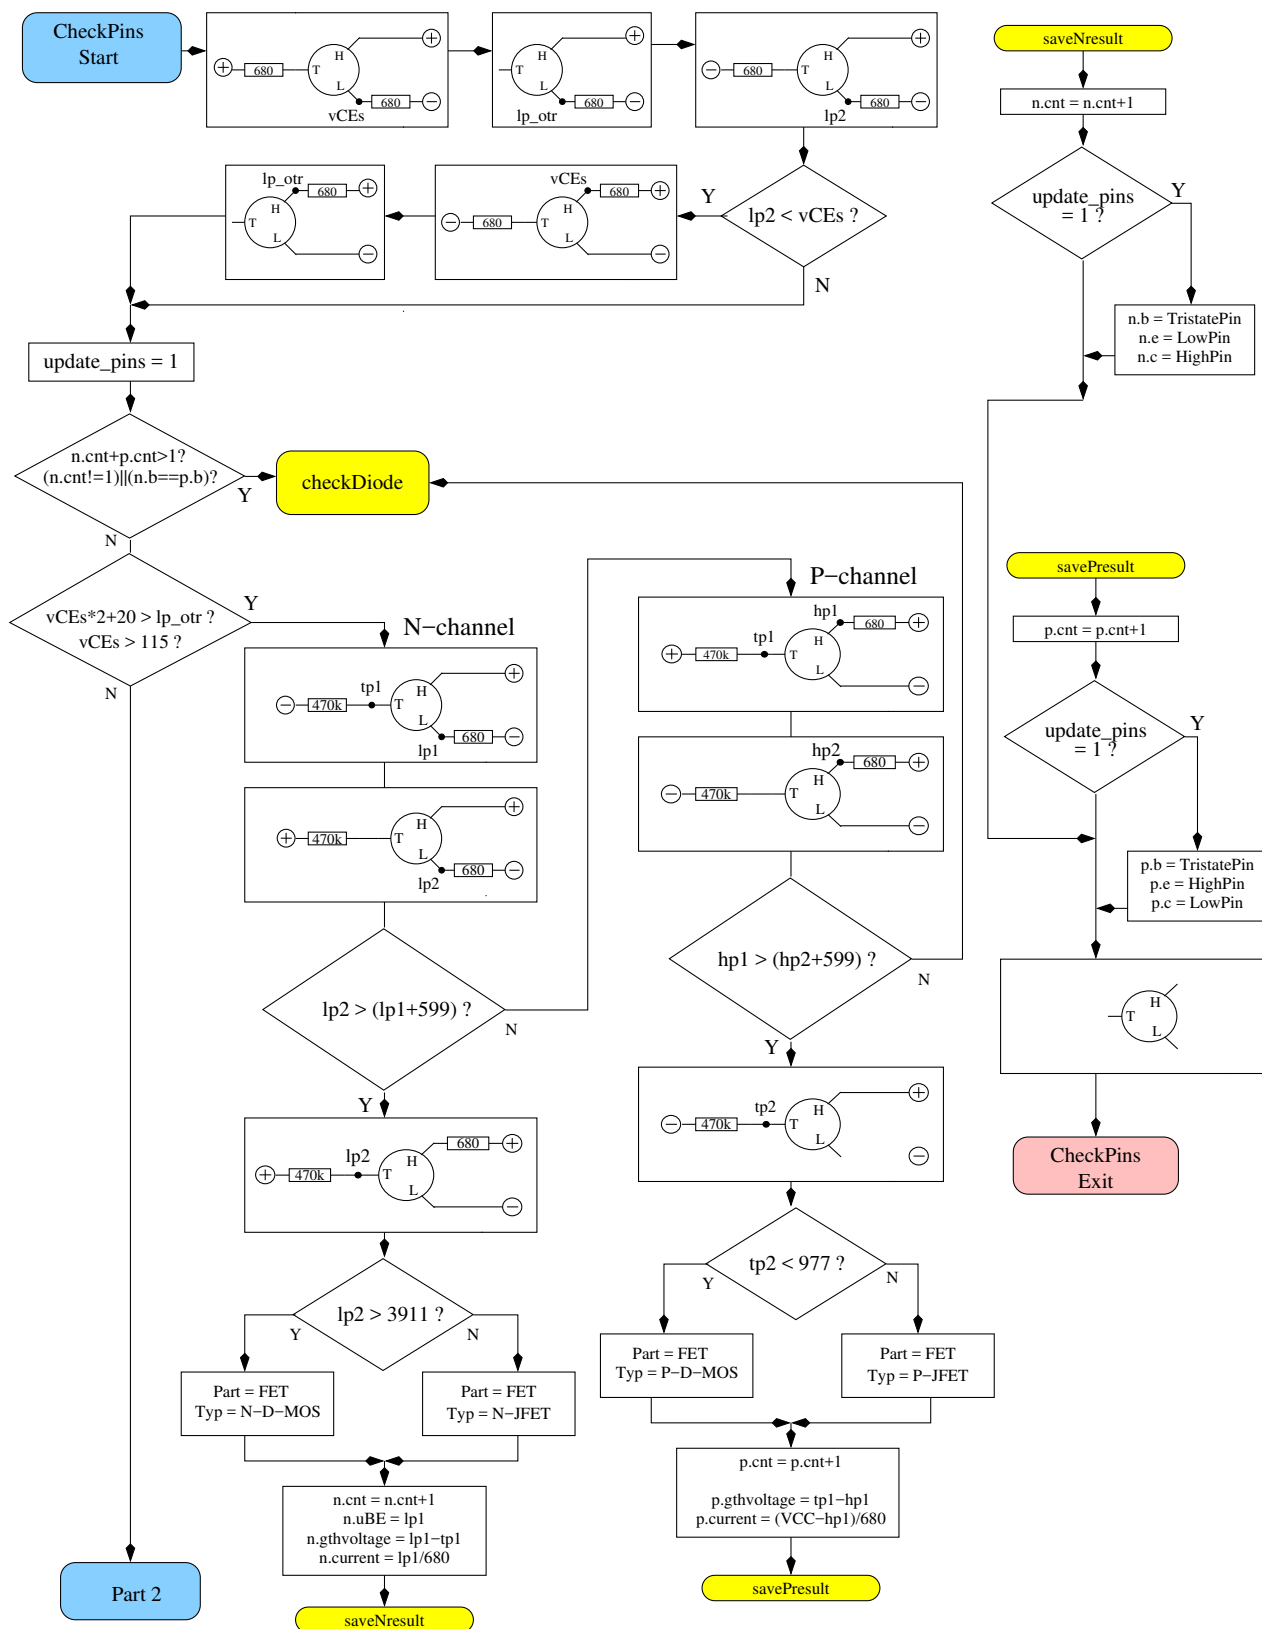 CheckPins
Start
680
T
H
L
680
vCEs
T
H
L
680
lp_otr
680
T
H
L
680
lp2
lp_otr
680
T
H
L
vCEs
680
680
T
H
L
Y
lp2 < vCEs ?
N
update_pins = 1
n.cnt+p.cnt>1?
(n.cnt!=1)||(n.b==p.b)?
Y
N
checkDiode
vCEs*2+20 > lp_otr ?
vCEs > 115 ?
Y
N
Part 2
N−channel
tp1
470k
T
H
L
680
lp1
470k
T
H
L
680
lp2
lp2 > (lp1+599) ?
N
Y
680
lp2
470k
T
H
L
lp2 > 3911 ?
Y
N
Part = FET
Typ = N−D−MOS
Part = FET
Typ = N−JFET
n.cnt = n.cnt+1
n.uBE = lp1
n.gthvoltage = lp1−tp1
n.current = lp1/680
saveNresult
P−channel
hp1
680
tp1
470k
T
H
L
hp2
680
470k
T
H
L
hp1 > (hp2+599) ?
N
Y
tp2
470k
T
H
L
tp2 < 977 ?
Y
N
Part = FET
Typ = P−D−MOS
Part = FET
Typ = P−JFET
p.cnt = p.cnt+1
p.gthvoltage = tp1−hp1
p.current = (VCC−hp1)/680
savePresult
saveNresult
n.cnt = n.cnt+1
update_pins
= 1 ?
Y
n.b = TristatePin
n.e = LowPin
n.c = HighPin
savePresult
p.cnt = p.cnt+1
update_pins
= 1 ?
Y
p.b = TristatePin
p.e = HighPin
p.c = LowPin
T
H
L
CheckPins
Exit